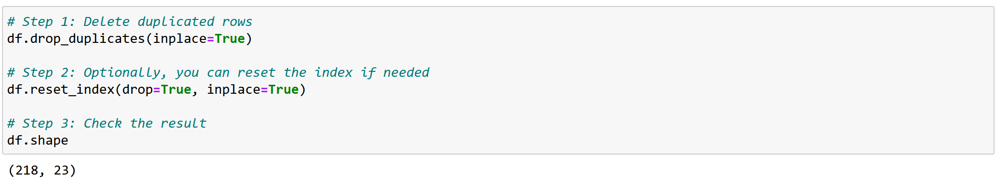 # Step 1: Delete duplicated rows
df.drop_duplicates(inplace=True)
# Step 2: Optionally, you can reset the index if needed
df.reset_index(drop=True, inplace=True)
# Step 3: Check the result
df.shape
(218, 23)